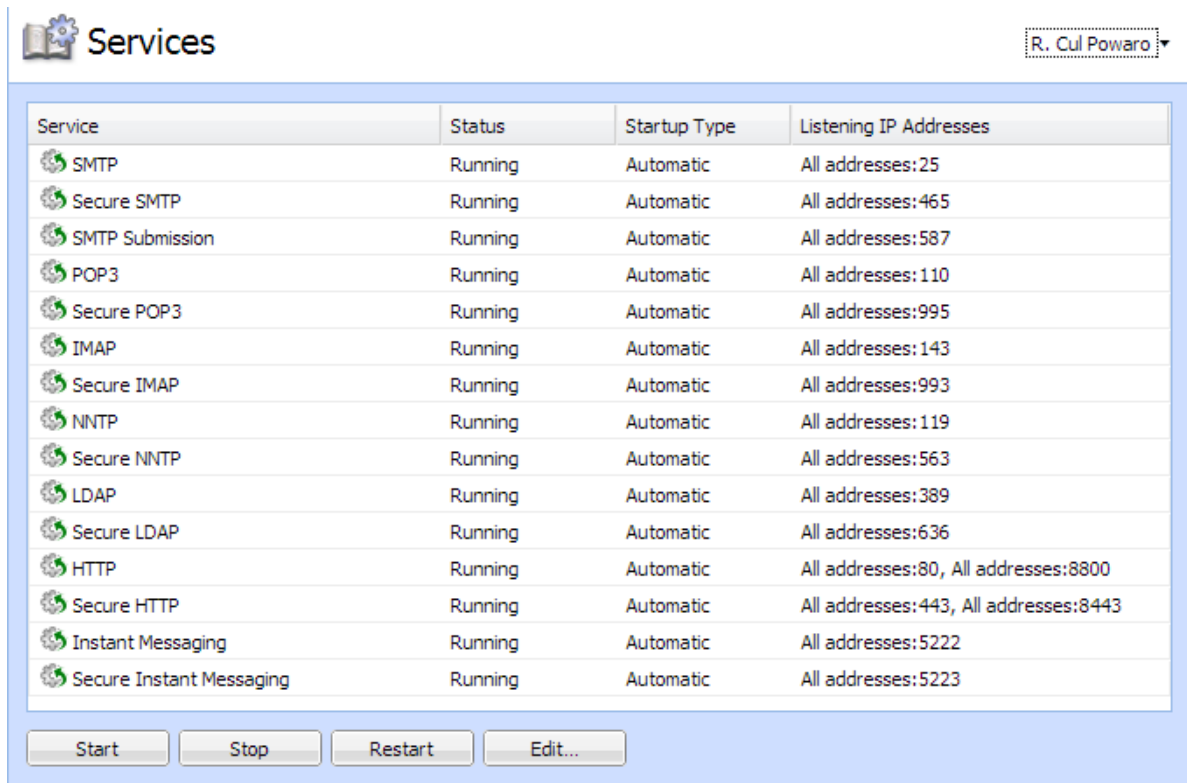 Services
R. Cul Powaro
Service Status Startup Type Listening IP Addresses
SMTP Running Automatic All addresses:25
Secure SMTP Running Automatic All addresses:465
SMTP Submission Running Automatic All addresses:587
POP3 Running Automatic All addresses:110
Secure POP3 Running Automatic All addresses:995
IMAP Running Automatic All addresses:143
Secure IMAP Running Automatic All addresses:993
NNTP Running Automatic All addresses:119
Secure NNTP Running Automatic All addresses:563
LDAP Running Automatic All addresses:389
Secure LDAP Running Automatic All addresses:636
HTTP Running Automatic All addresses:80, All addresses:8800
Secure HTTP Running Automatic All addresses:443, All addresses:8443
Instant Messaging Running Automatic All addresses:5222
Secure Instant Messaging Running Automatic All addresses:5223
Start Stop Restart Edit...